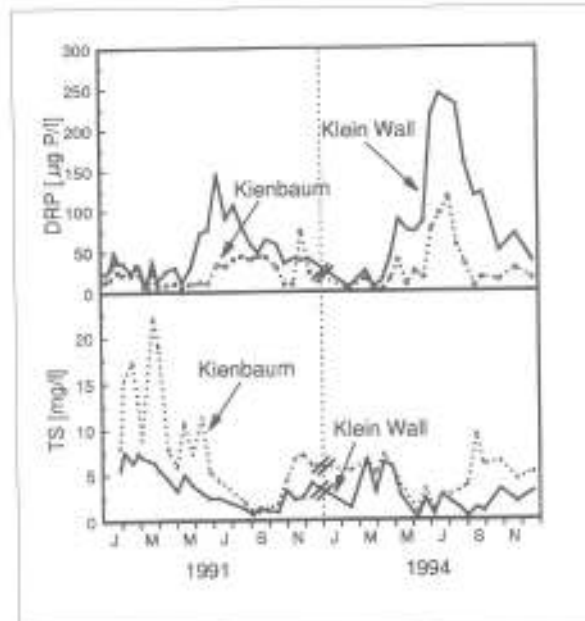 300
250
200
150
100
50
0
DRP [µg P/l]
Klein Wall
Kienbaum
20
15
10
5
0
TS [mg/l]
Kienbaum
Klein Wall
J M M J S N J M M J S N
1991 1994